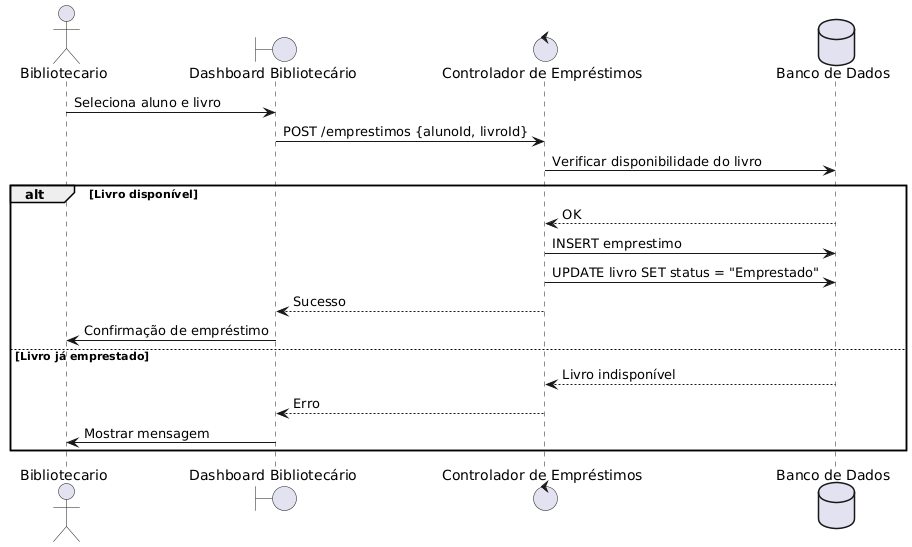 Bibliotecario
Dashboard Bibliotecário
Controlador de Empréstimos
Banco de Dados
Seleciona aluno e livro
POST /emprestimos {alunoId, livroId}
Verificar disponibilidade do livro
alt [Livro disponível]
OK
INSERT emprestimo
UPDATE livro SET status = "Emprestado"
Sucesso
Confirmação de empréstimo
[Livro já emprestado]
Livro indisponível
Erro
Mostrar mensagem
Bibliotecario
Dashboard Bibliotecário
Controlador de Empréstimos
Banco de Dados